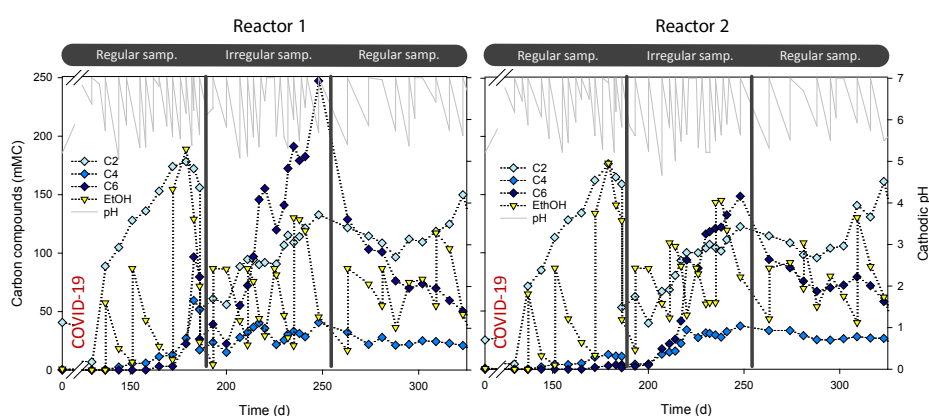 Reactor 1
Reactor 2
Regular samp.
Irregular samp.
Regular samp.
Regular samp.
Irregular samp.
Regular samp.
250
200
150
100
50
0
Carbon compounds (mMC)
C2
C4
C6
EtOH
pH
COVID-19
0
150
200
250
300
Time (d)
C2
C4
C6
EtOH
pH
COVID-19
0
150
200
250
300
Time (d)
7
6
5
4
3
2
1
0
Cathodic pH